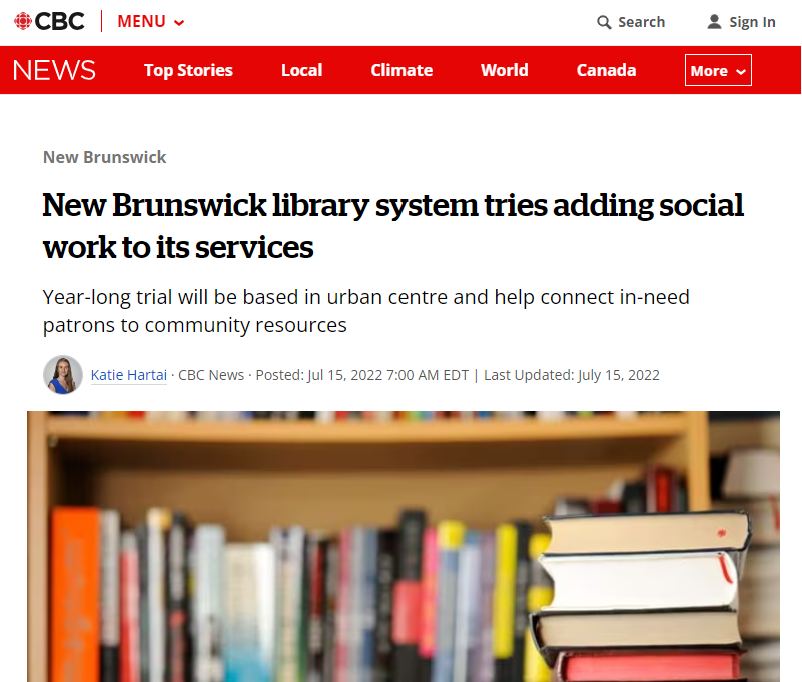 CBC MENU Search Sign In
NEWS Top Stories Local Climate World Canada More
New Brunswick
New Brunswick library system tries adding social
work to its services
Year-long trial will be based in urban centre and help connect in-need
patrons to community resources
Katie Hartai · CBC News · Posted: Jul 15, 2022 7:00 AM EDT | Last Updated: July 15, 2022